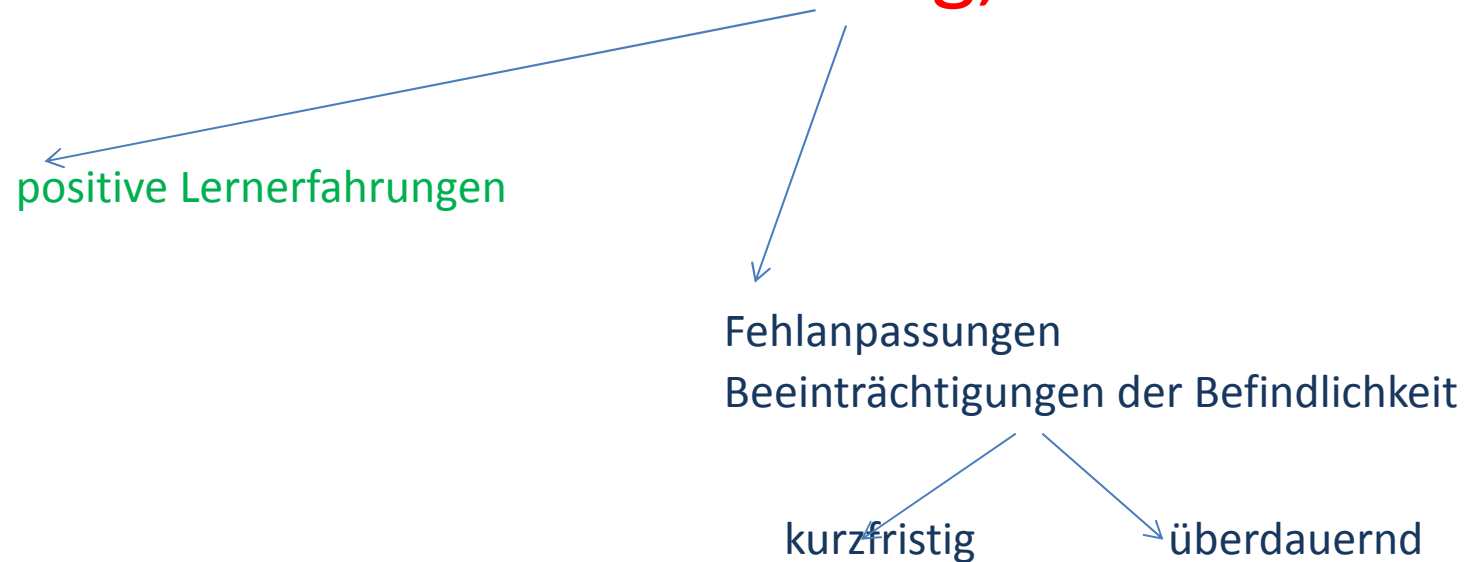 positive Lernerfahrungen
Fehlanpassungen
Beeinträchtigungen der Befindlichkeit
kurzfristig überdauernd